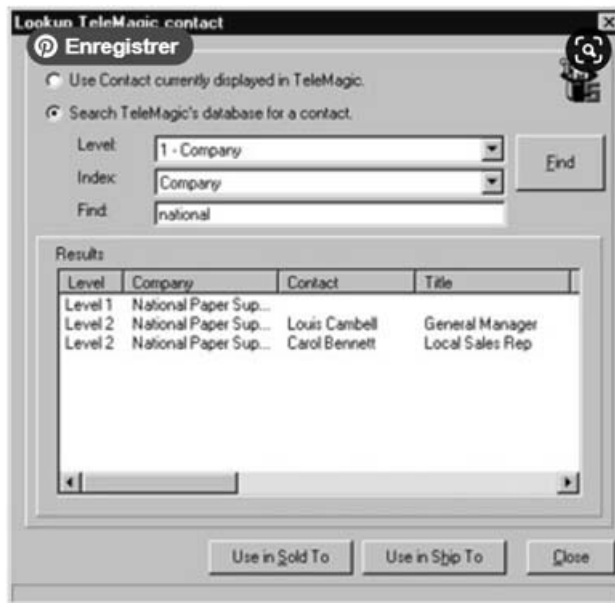 Lookup TeleMagic contact
Enregistrer
Use Contact currently displayed in TeleMagic.
Search TeleMagic's database for a contact.
Level: 1 - Company
Find
Index: Company
Find: national
Results
Level Company Contact Title
Level 1 National Paper Sup...
Level 2 National Paper Sup... Louis Cambell General Manager
Level 2 National Paper Sup... Carol Bennett Local Sales Rep
Use in Sold To Use in Ship To Close